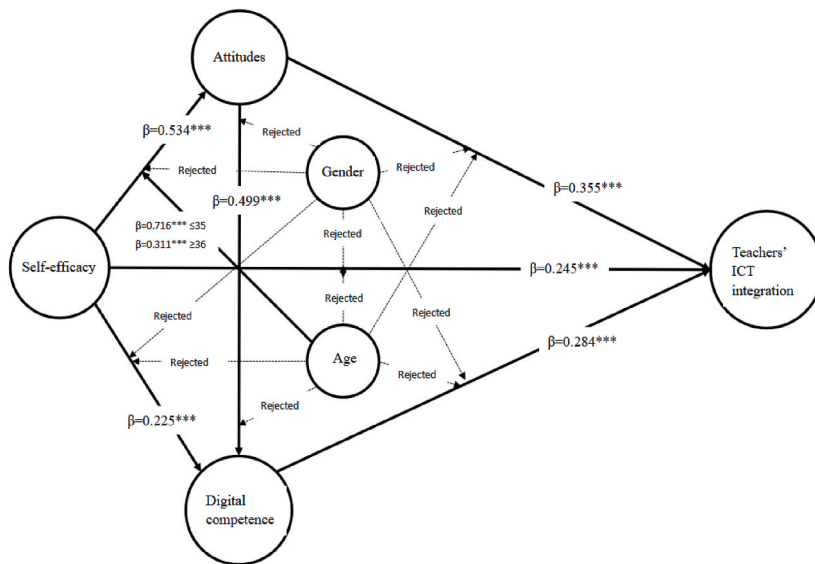 Attitudes
Rejected
β=0.534***
Rejected
Gender
Rejected
β=0.499***
β=0.355***
β=0.716*** ≤35
β=0.311*** ≥36
Rejected
Self-efficacy
β=0.245***
Teachers'
ICT
integration
Rejected
Rejected
Rejected
β=0.284***
Rejected
Age
Rejected
Rejected
β=0.225***
Digital
competence